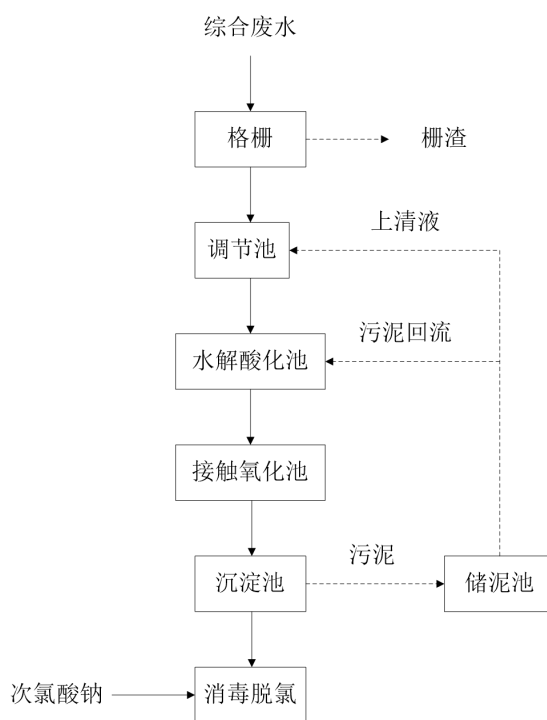 综合废水
格栅
栅渣
上清液
调节池
污泥回流
水解酸化池
接触氧化池
污泥
沉淀池
储泥池
次氯酸钠
消毒脱氯